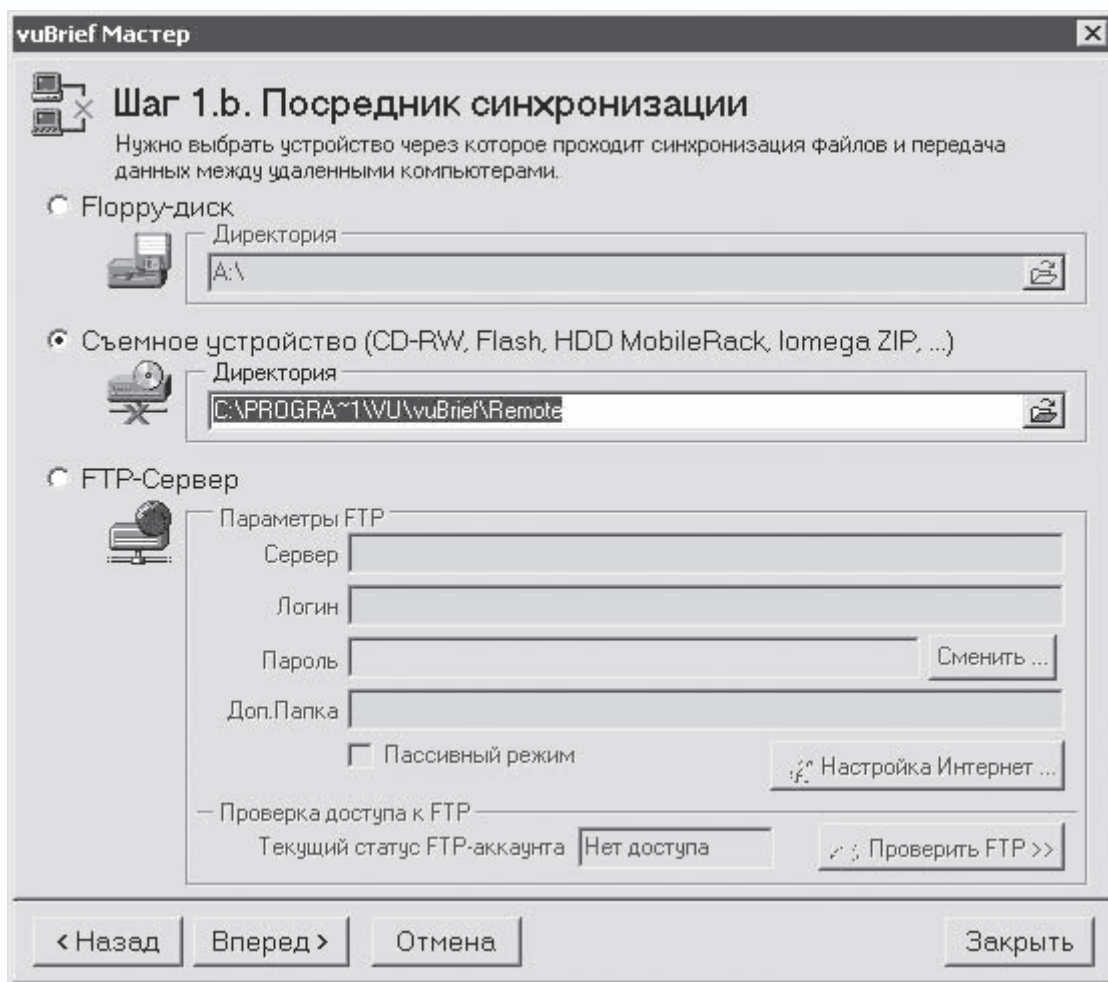 vuBrief Мастер
Шаг 1.b. Посредник синхронизации
Нужно выбрать устройство через которое проходит синхронизация файлов и передача
данных между удаленными компьютерами.
Floppy-диск
Директория
A:\
Съемное устройство (CD-RW, Flash, HDD MobileRack, Iomega ZIP, ...)
Директория
C:\PROGRA~1\VU\vuBrief\Remote
FTP-Сервер
Параметры FTP
Сервер
Логин
Пароль
Сменить ...
Доп.Папка
Пассивный режим
Настройка Интернет ...
Проверка доступа к FTP
Текущий статус FTP-аккаунта Нет доступа
Проверить FTP >>
< Назад Вперед > Отмена Закрыть